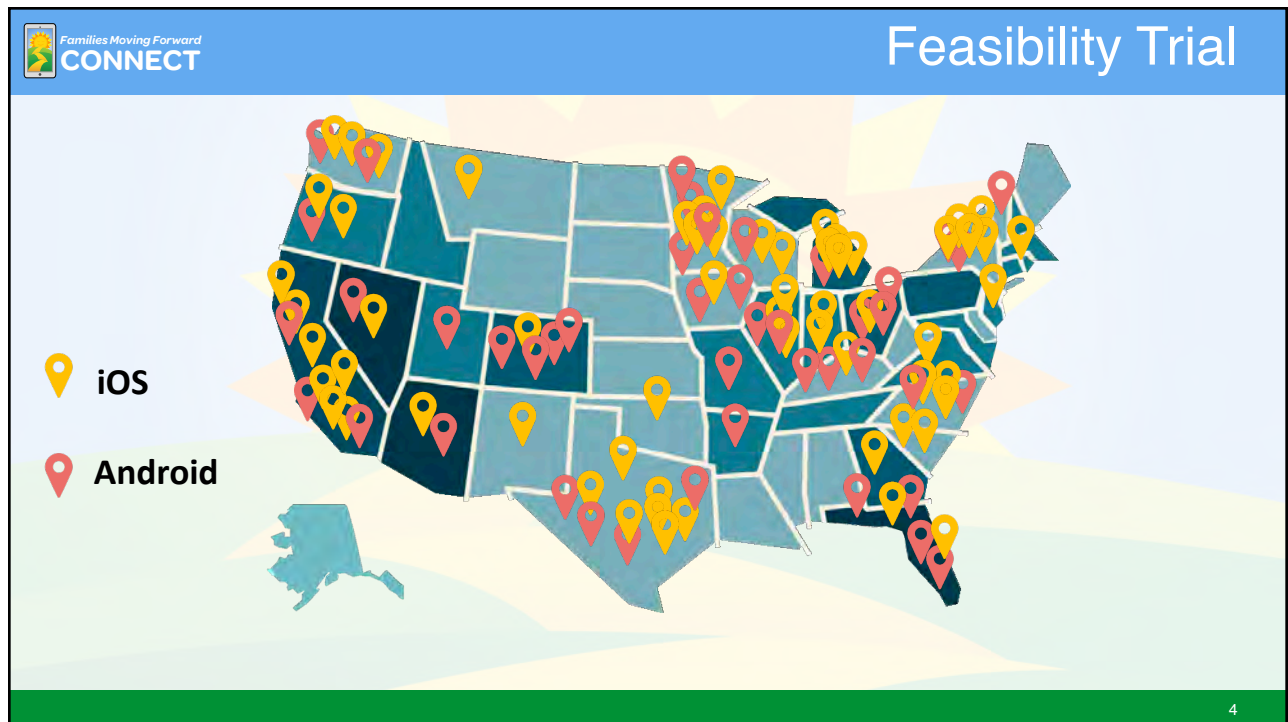 Families Moving Forward
CONNECT
Feasibility Trial
iOS
Android
4